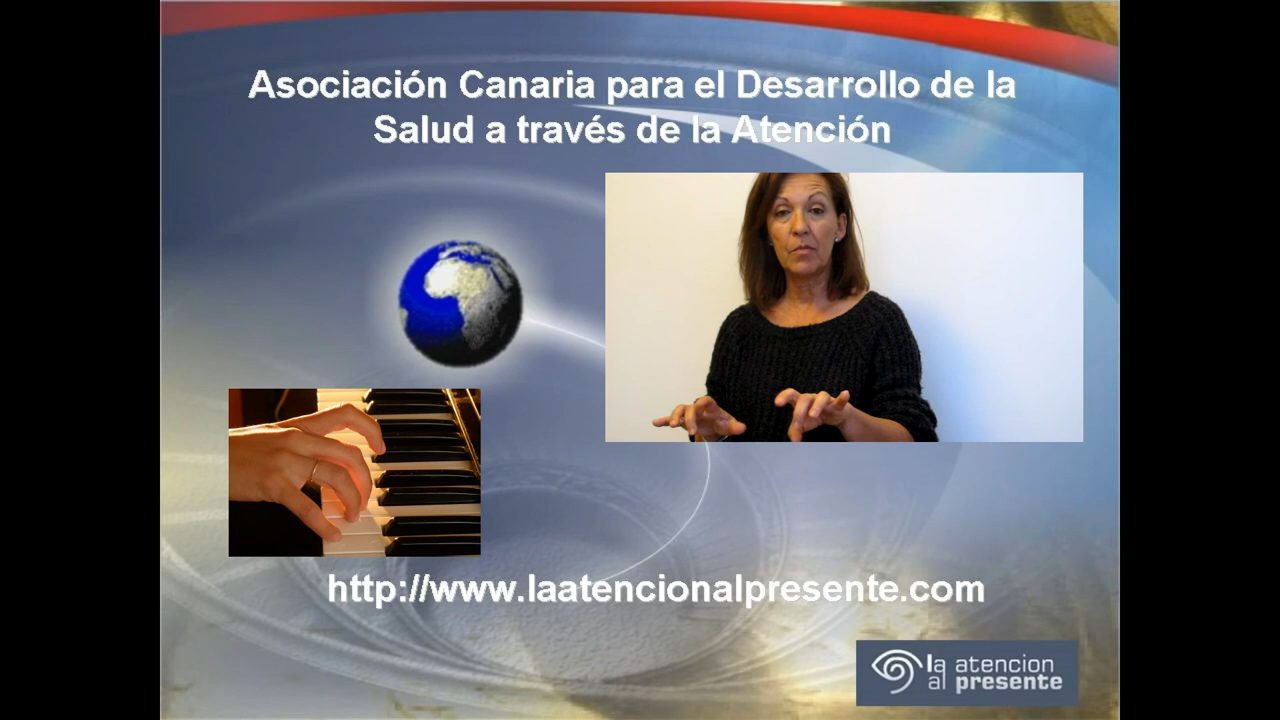 Asociación Canaria para el Desarrollo de la
Salud a través de la Atención
http://www.laatencionalpresente.com
la atencion
al presente